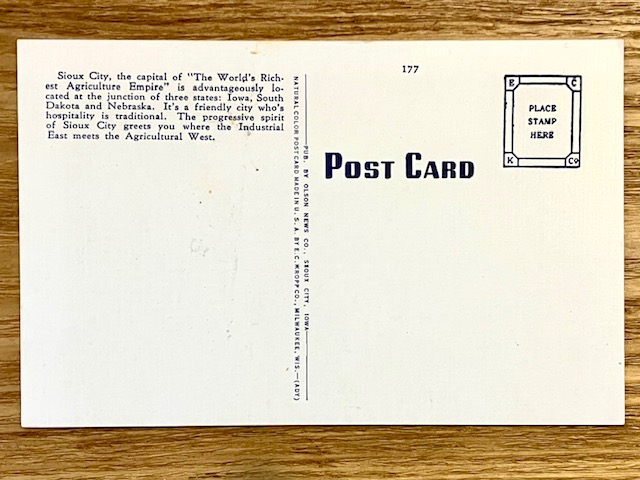 Sioux City, the capital of "The World's Rich-
est Agriculture Empire" is advantageously lo-
cated at the junction of three states: Iowa, South
Dakota and Nebraska. It's a friendly city who's
hospitality is traditional. The progressive spirit
of Sioux City greets you where the Industrial
East meets the Agricultural West.
—PUB. BY OLSON NEWS CO., SIOUX CITY, IOWA—
NATURAL COLOR POST CARD MADE IN U. S. A. BY E. C. KROPP CO., MILWAUKEE, WIS.—(ADY)
177
POST CARD
E C
PLACE
STAMP
HERE
K Co